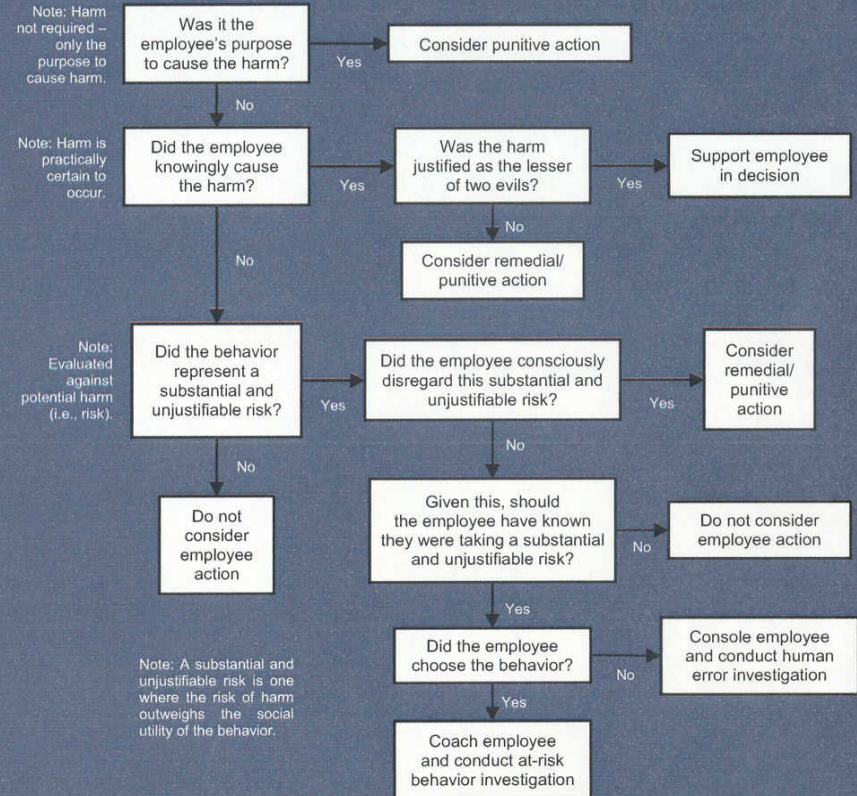 Note: Harm
not required –
only the
purpose to
cause harm.
Was it the
employee's purpose
to cause the harm?
Yes
Consider punitive action
No
Note: Harm is
practically
certain to
occur.
Did the employee
knowingly cause
the harm?
Yes
Was the harm
justified as the lesser
of two evils?
Yes
Support employee
in decision
No
Consider remedial/
punitive action
No
Note:
Evaluated
against
potential harm
(i.e., risk).
Did the behavior
represent a
substantial and
unjustifiable risk?
Yes
Did the employee consciously
disregard this substantial and
unjustifiable risk?
Yes
Consider
remedial/
punitive
action
No
Do not
consider
employee
action
No
Given this, should
the employee have known
they were taking a substantial
and unjustifiable risk?
No
Do not consider
employee action
Yes
Did the employee
choose the behavior?
No
Console employee
and conduct human
error investigation
Yes
Coach employee
and conduct at-risk
behavior investigation
Note: A substantial and
unjustifiable risk is one
where the risk of harm
outweighs the social
utility of the behavior.